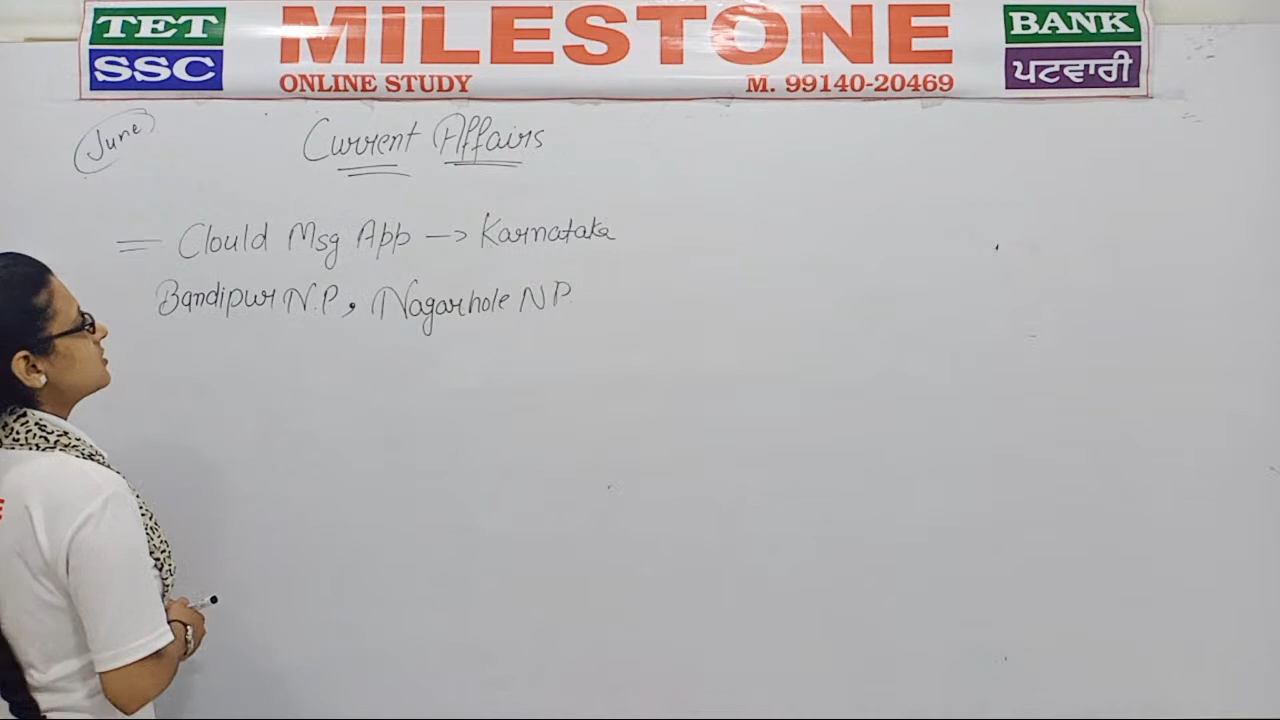 TET
SSC
MILESTONE
ONLINE STUDY
M. 99140-20469
BANK
ਪਟਵਾਰੀ
June
Current Affairs
= Clould Msg App -> Karnataka
Bandipur N.P, Nagarhole NP.